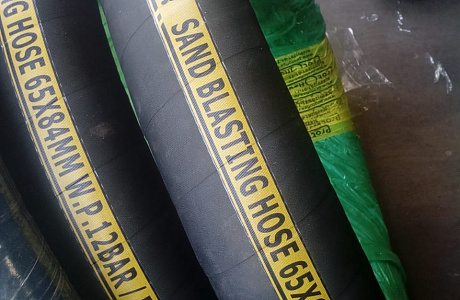 G HOSE 65X84MM W.P.12BAR /
SAND BLASTING HOSE 65X